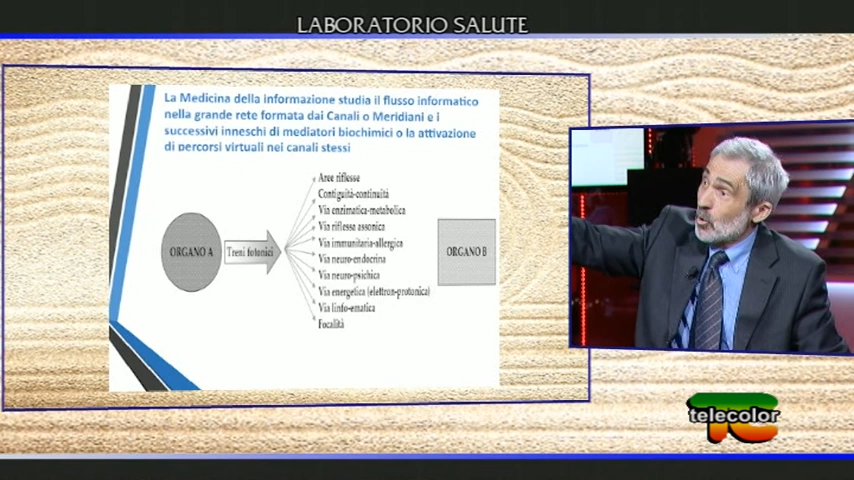 LABORATORIO SALUTE
La Medicina della informazione studia il flusso informatico
nella grande rete formata dai Canali o Meridiani e i
successivi inneschi di mediatori biochimici o la attivazione
di percorsi virtuali nei canali stessi
ORGANO A
Treni fotonici
Aree riflesse
Contiguità-continuità
Via enzimatica-metabolica
Via riflessa assonica
Via immunitaria-allergica
Via neuro-endocrina
Via neuro-psichica
Via energetica (elettron-protonica)
Via linfo-ematica
Focalità
ORGANO B
telecolor